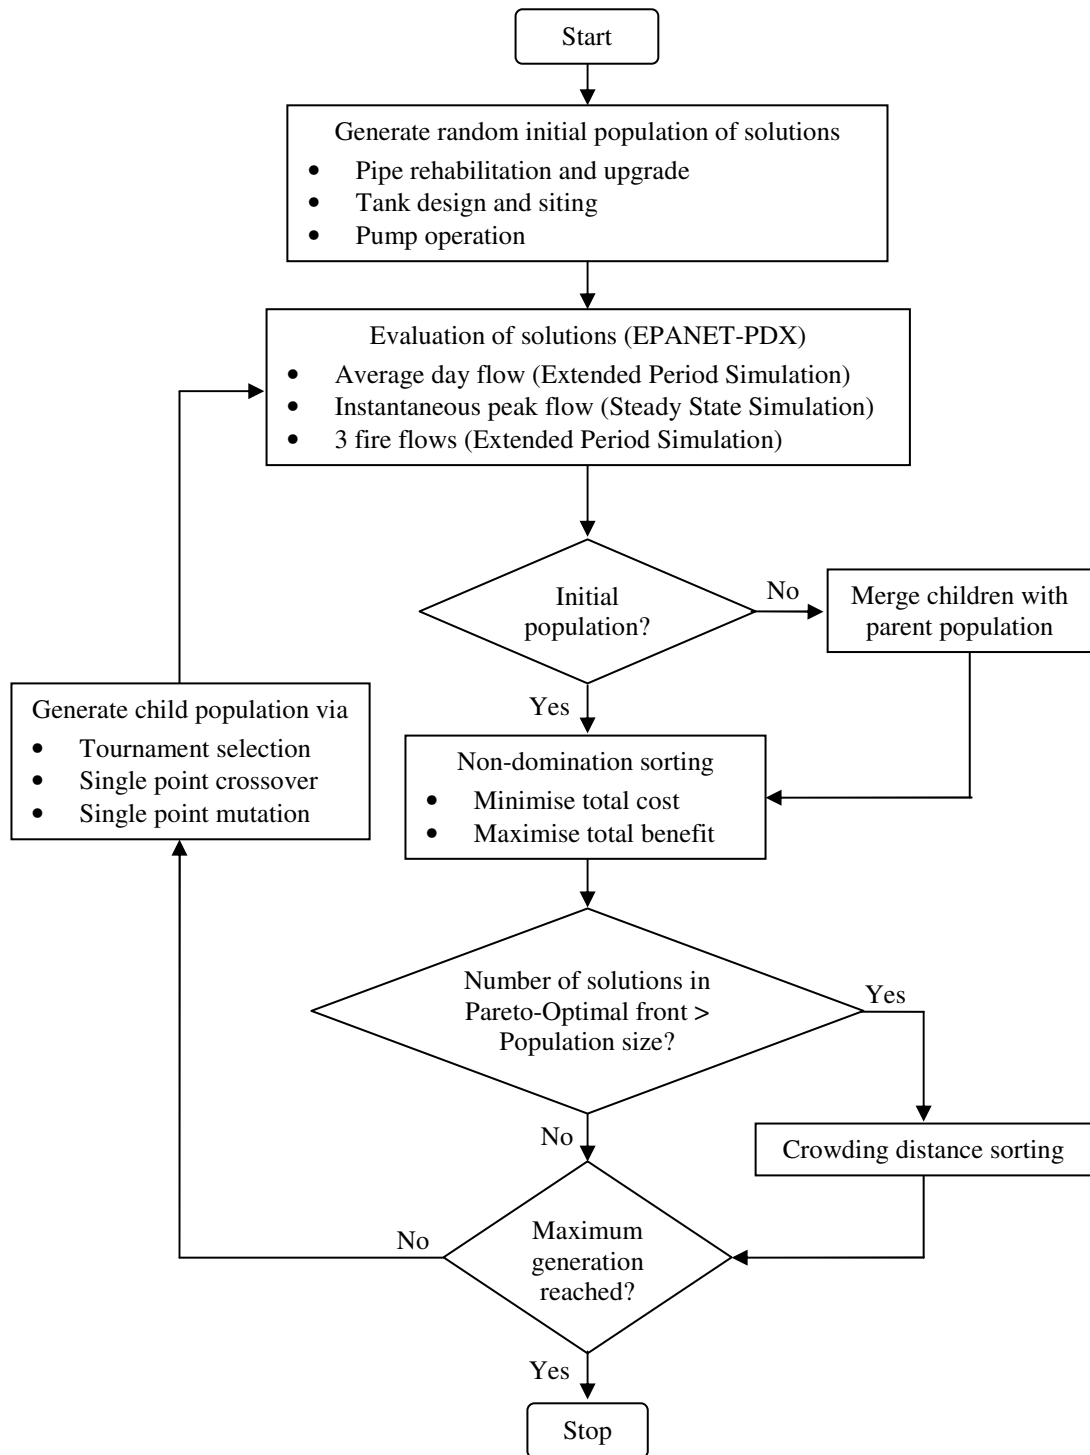 Start
Generate random initial population of solutions
• Pipe rehabilitation and upgrade
• Tank design and siting
• Pump operation
Evaluation of solutions (EPANET-PDX)
• Average day flow (Extended Period Simulation)
• Instantaneous peak flow (Steady State Simulation)
• 3 fire flows (Extended Period Simulation)
Initial
population?
No
Merge children with
parent population
Yes
Generate child population via
• Tournament selection
• Single point crossover
• Single point mutation
Non-domination sorting
• Minimise total cost
• Maximise total benefit
Number of solutions in
Pareto-Optimal front >
Population size?
Yes
No
Crowding distance sorting
Maximum
generation
reached?
No
Yes
Stop